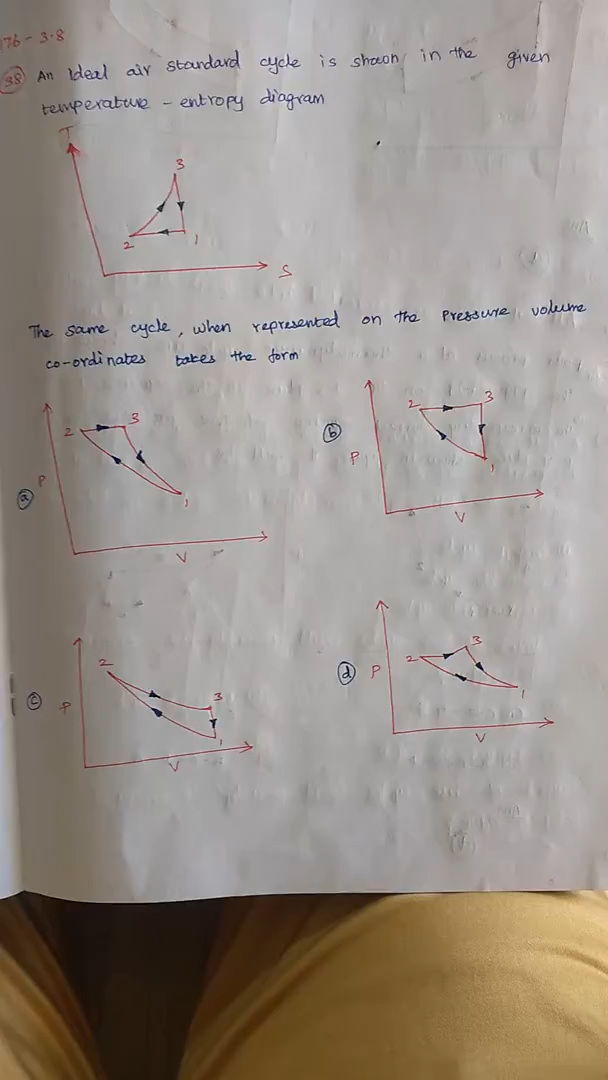 176-3.8
38 An Ideal air standard cycle is shown in the given
temperature - entropy diagram
T
3
2
1
S
The same cycle, when represented on the Pressure, volume
co-ordinates takes the form
2 3
P
1
V
a
b
2 3
P
1
V
c
2
P
3
1
V
d
P
2 3
1
V